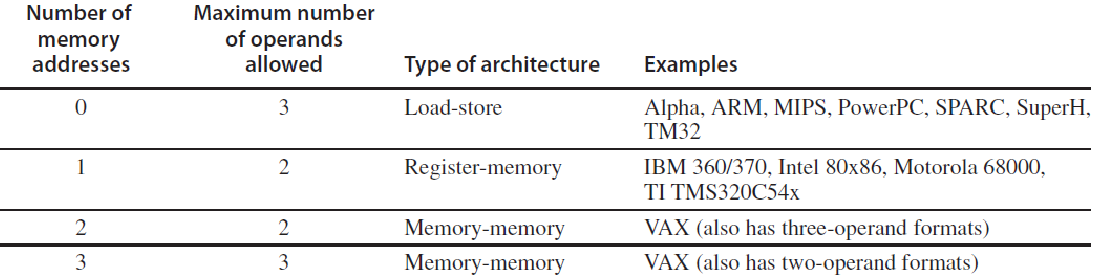 Number of memory addresses Maximum number of operands allowed Type of architecture Examples
0 3 Load-store Alpha, ARM, MIPS, PowerPC, SPARC, SuperH,
TM32
1 2 Register-memory IBM 360/370, Intel 80x86, Motorola 68000,
TI TMS320C54x
2 2 Memory-memory VAX (also has three-operand formats)
3 3 Memory-memory VAX (also has two-operand formats)